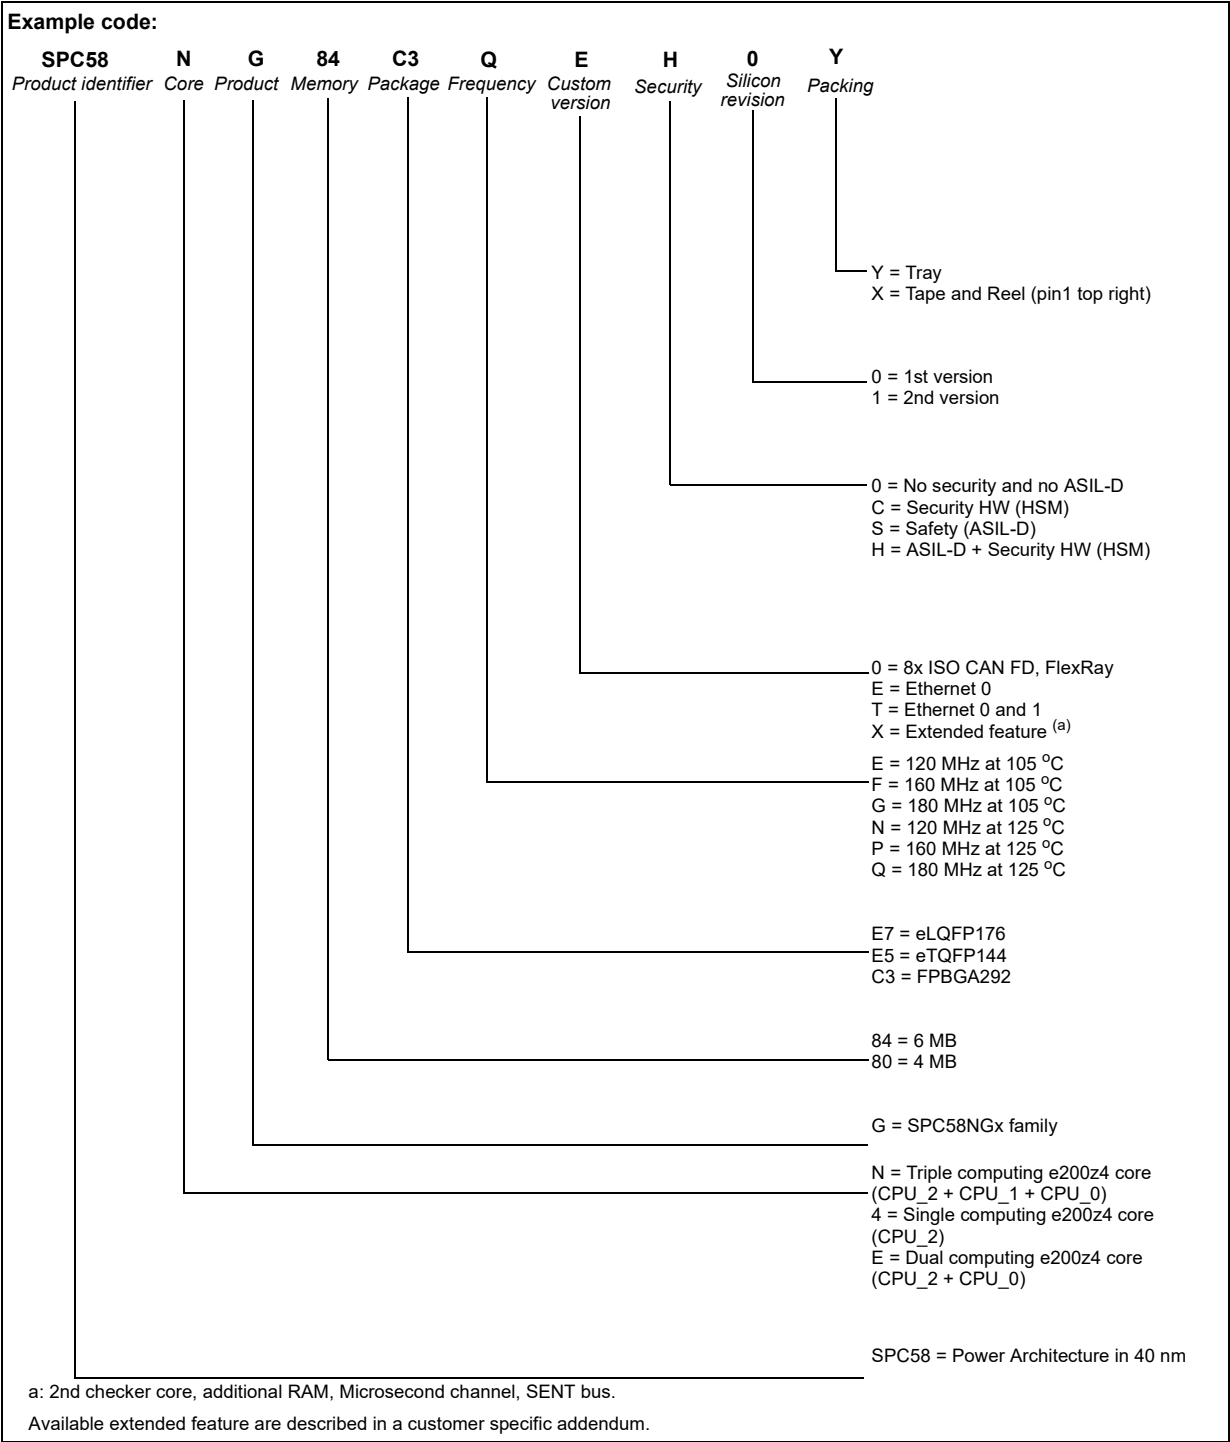 Example code:
SPC58 N G 84 C3 Q E H 0 Y
Product identifier Core Product Memory Package Frequency Custom version Security Silicon revision Packing
Y = Tray
X = Tape and Reel (pin1 top right)
0 = 1st version
1 = 2nd version
0 = No security and no ASIL-D
C = Security HW (HSM)
S = Safety (ASIL-D)
H = ASIL-D + Security HW (HSM)
0 = 8x ISO CAN FD, FlexRay
E = Ethernet 0
T = Ethernet 0 and 1
X = Extended feature (a)
E = 120 MHz at 105 oC
F = 160 MHz at 105 oC
G = 180 MHz at 105 oC
N = 120 MHz at 125 oC
P = 160 MHz at 125 oC
Q = 180 MHz at 125 oC
E7 = eLQFP176
E5 = eTQFP144
C3 = FPBGA292
84 = 6 MB
80 = 4 MB
G = SPC58NGx family
N = Triple computing e200z4 core
(CPU_2 + CPU_1 + CPU_0)
4 = Single computing e200z4 core
(CPU_2)
E = Dual computing e200z4 core
(CPU_2 + CPU_0)
SPC58 = Power Architecture in 40 nm
a: 2nd checker core, additional RAM, Microsecond channel, SENT bus.
Available extended feature are described in a customer specific addendum.